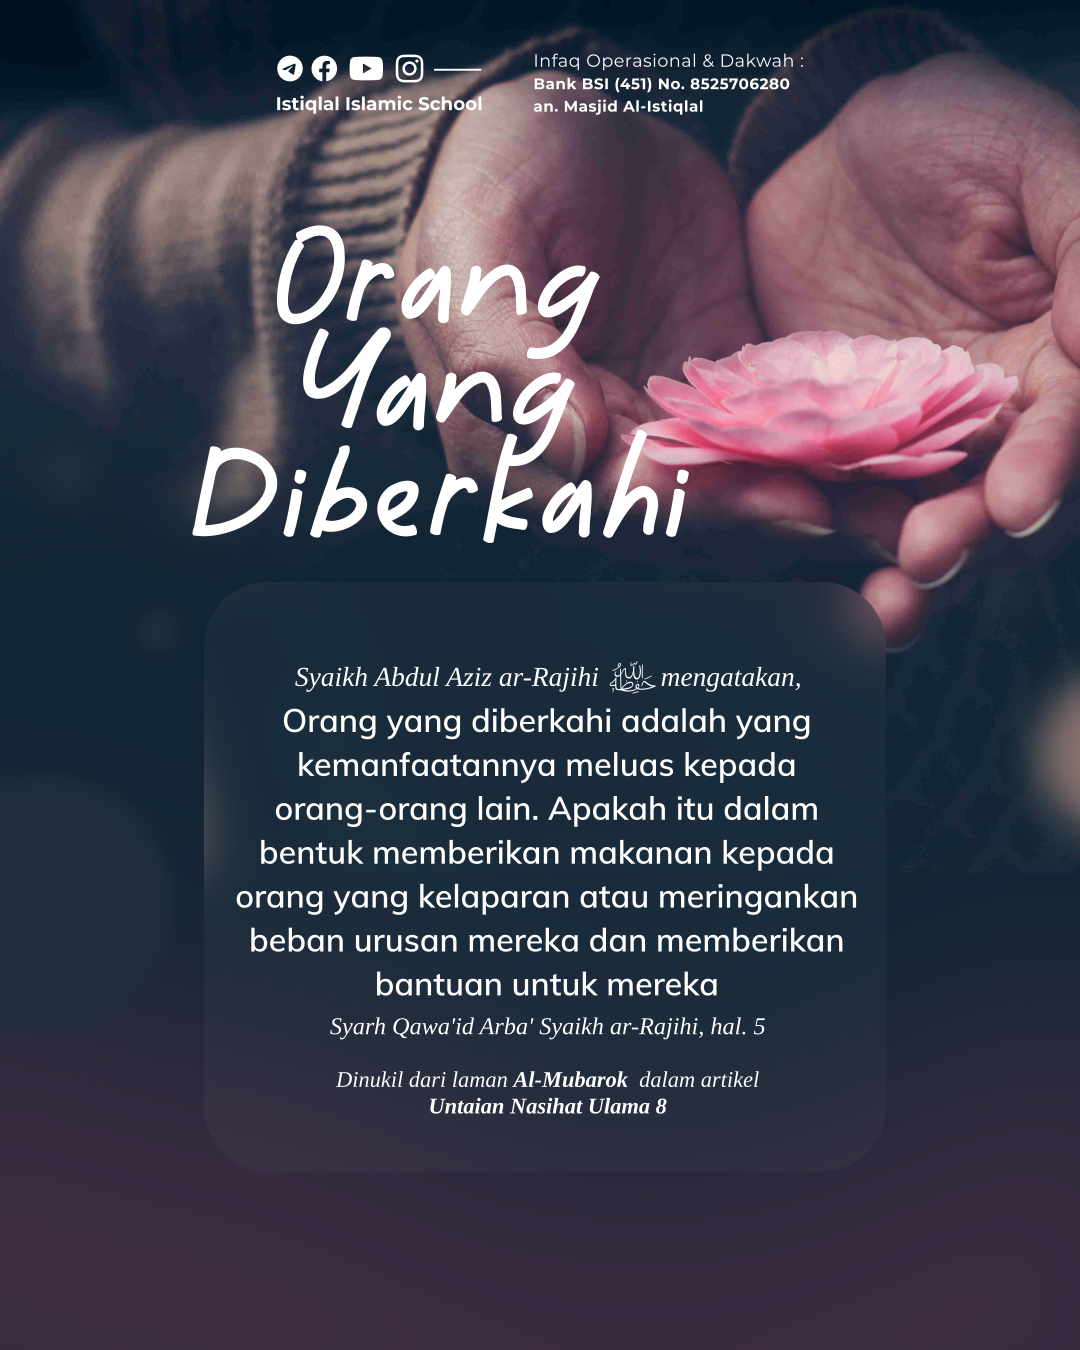 Istiqlal Islamic School
Infaq Operasional & Dakwah :
Bank BSI (451) No. 8525706280
an. Masjid Al-Istiqlal
Orang
Yang
Diberkahi
Syaikh Abdul Aziz ar-Rajihi حفظه الله mengatakan,
Orang yang diberkahi adalah yang
kemanfaatannya meluas kepada
orang-orang lain. Apakah itu dalam
bentuk memberikan makanan kepada
orang yang kelaparan atau meringankan
beban urusan mereka dan memberikan
bantuan untuk mereka
Syarh Qawa'id Arba' Syaikh ar-Rajihi, hal. 5
Dinukil dari laman Al-Mubarok dalam artikel
Untaian Nasihat Ulama 8